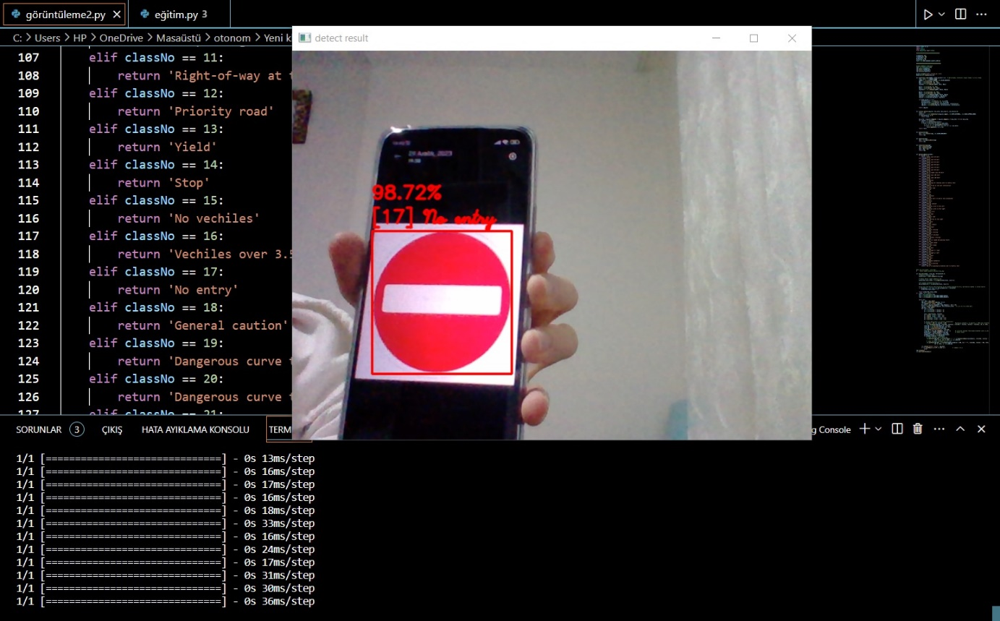 görüntüleme2.py
eğitim.py 3
C: > Users > HP > OneDrive > Masaüstü > otonom > Yeni k
detect result
107 elif classNo == 11:
108 return 'Right-of-way at
109 elif classNo == 12:
110 return 'Priority road'
111 elif classNo == 13:
112 return 'Yield'
113 elif classNo == 14:
114 return 'Stop'
115 elif classNo == 15:
116 return 'No vechiles'
117 elif classNo == 16:
118 return 'Vechiles over 3.5
119 elif classNo == 17:
120 return 'No entry'
121 elif classNo == 18:
122 return 'General caution'
123 elif classNo == 19:
124 return 'Dangerous curve
125 elif classNo == 20:
126 return 'Dangerous curve
127 elif classNo == 21:
98.72%
[17] No entry
SORUNLAR 3 ÇIKIŞ HATA AYIKLAMA KONSOLU TERM
g Console
1/1 [==============================] - 0s 13ms/step
1/1 [==============================] - 0s 16ms/step
1/1 [==============================] - 0s 17ms/step
1/1 [==============================] - 0s 16ms/step
1/1 [==============================] - 0s 18ms/step
1/1 [==============================] - 0s 33ms/step
1/1 [==============================] - 0s 16ms/step
1/1 [==============================] - 0s 24ms/step
1/1 [==============================] - 0s 17ms/step
1/1 [==============================] - 0s 31ms/step
1/1 [==============================] - 0s 30ms/step
1/1 [==============================] - 0s 36ms/step